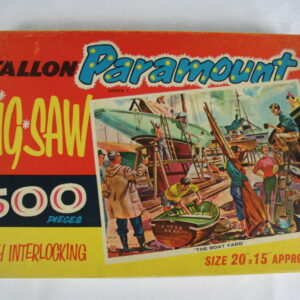 TALLON Paramount
JIG*SAW
500
PIECES
INTERLOCKING
"THE BOAT YARD"
SIZE 20"x15" APPROX